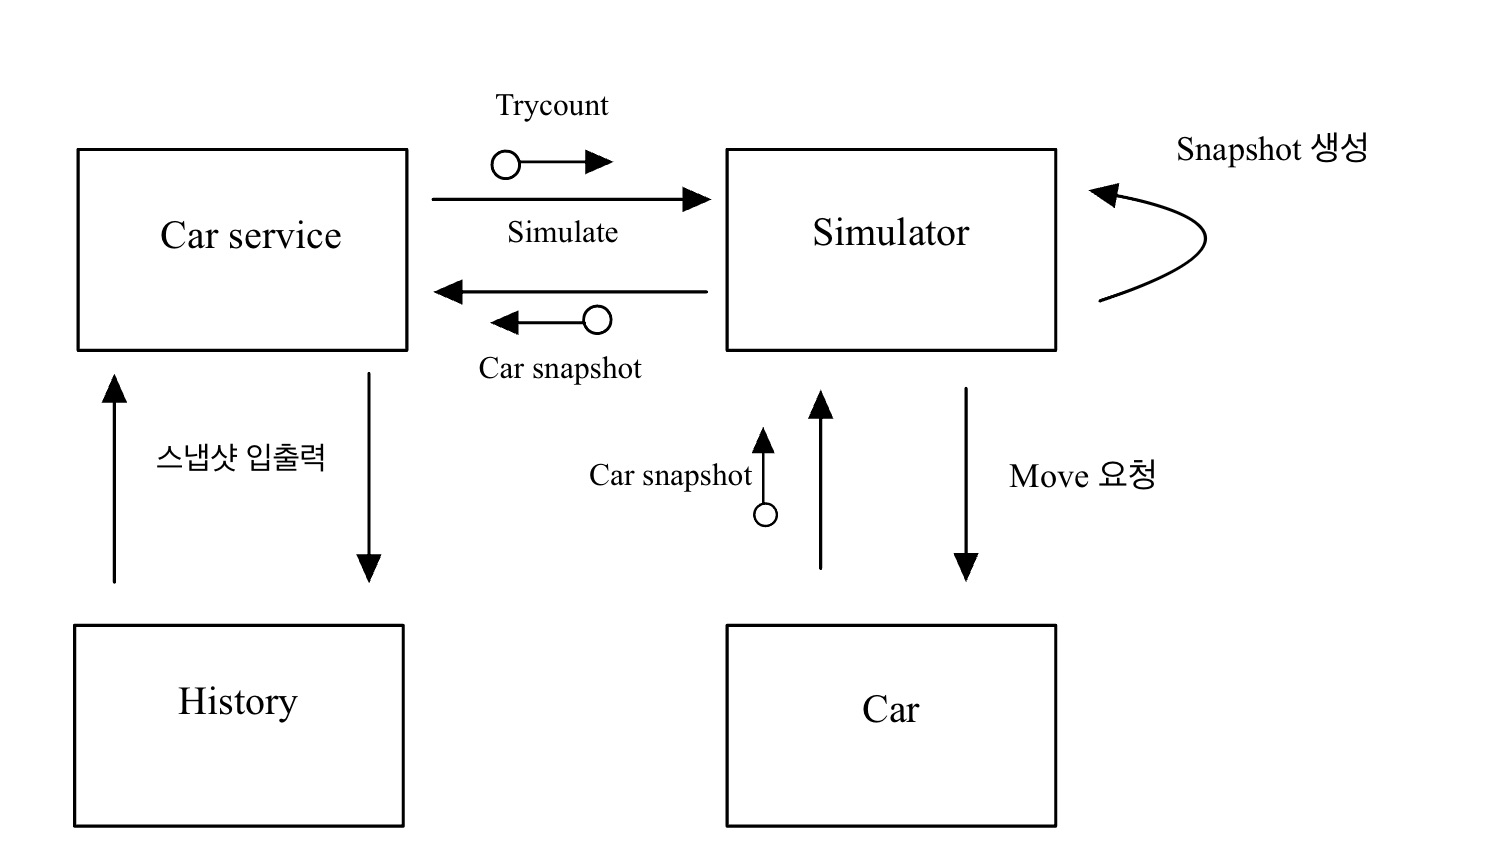 Trycount
Snapshot 생성
Car service
Simulate
Simulator
Car snapshot
스냅샷 입출력
Car snapshot
Move 요청
History
Car